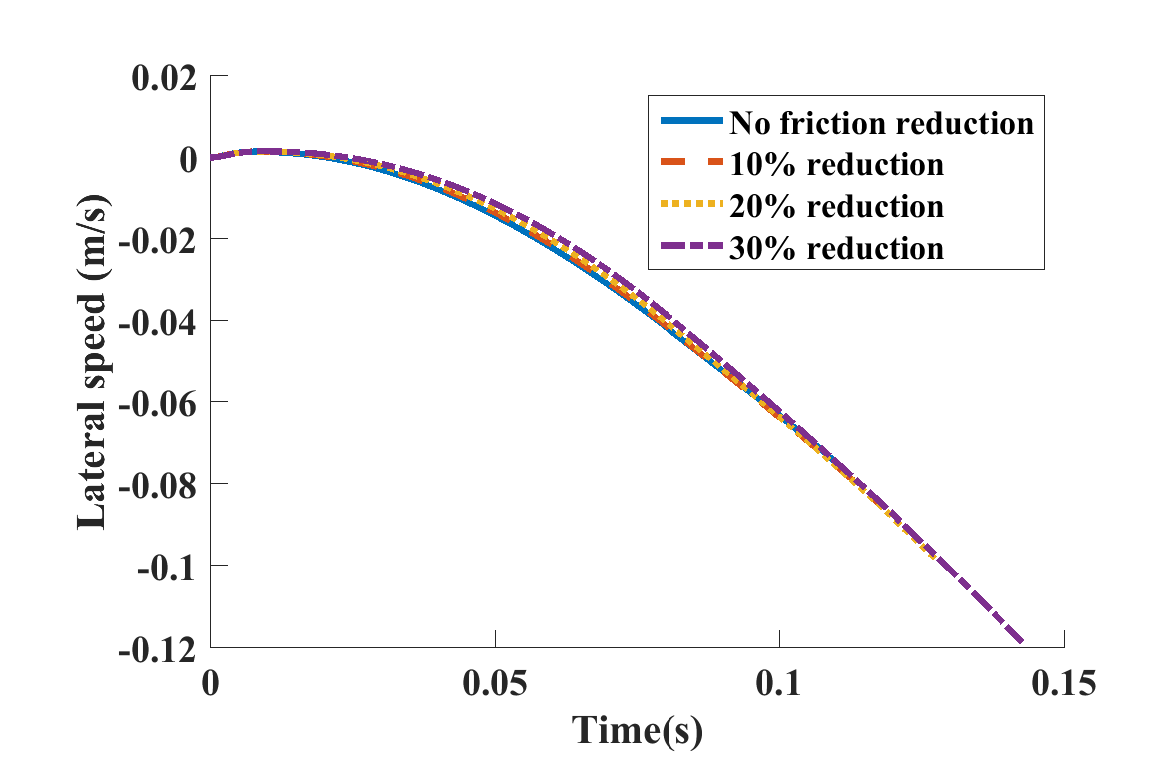 0.02
0
-0.02
-0.04
-0.06
-0.08
-0.1
-0.12
Lateral speed (m/s)
No friction reduction
10% reduction
20% reduction
30% reduction
0 0.05 0.1 0.15
Time(s)